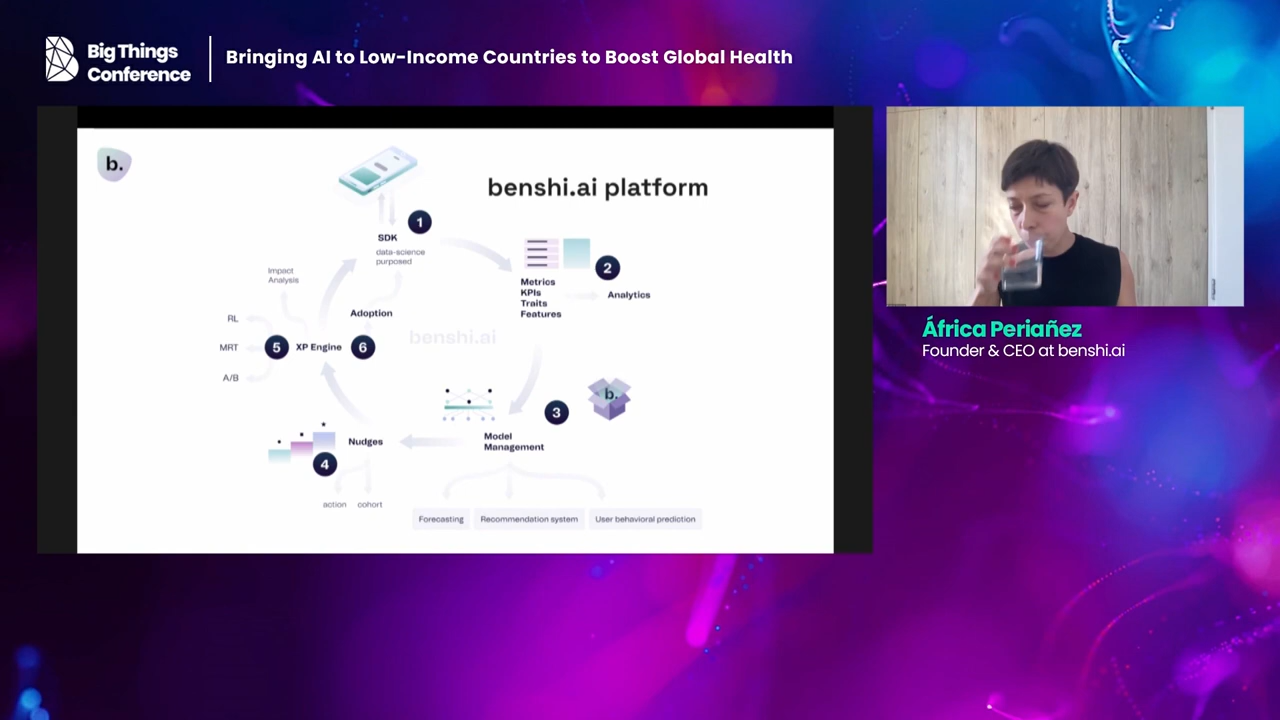 Big Things
Conference
Bringing AI to Low-Income Countries to Boost Global Health
b.
benshi.ai platform
1
SDK
data-science
purposed
2
Metrics
KPIs
Traits
Features
Analytics
Impact
Analysis
Adoption
RL
MRT
A/B
5
XP Engine
6
benshi.ai
3
b.
Model
Management
Nudges
4
action
cohort
Forecasting
Recommendation system
User behavioral prediction
África Periañez
Founder & CEO at benshi.ai